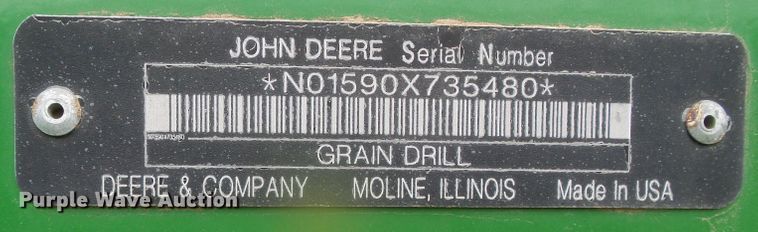 JOHN DEERE Serial Number
*N01590X735480*
GRAIN DRILL
DEERE & COMPANY MOLINE, ILLINOIS Made In USA
Purple Wave Auction